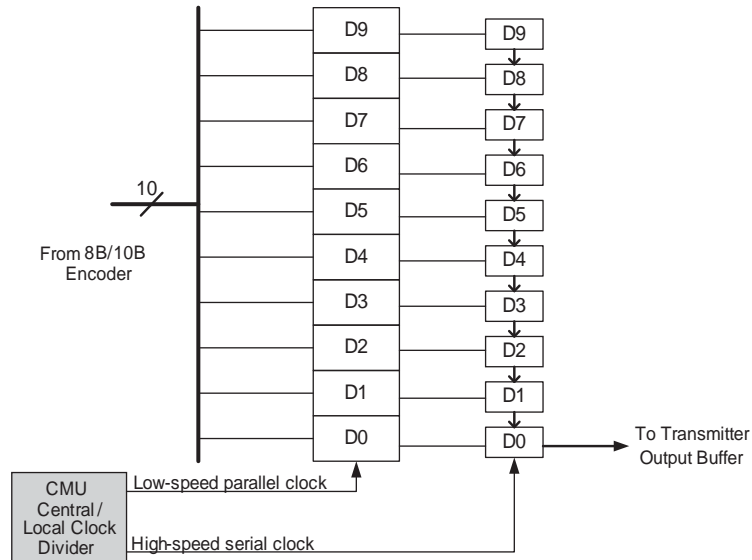 D9 D9
D8 D8
D7 D7
D6 D6
10
D5 D5
From 8B/10B
Encoder
D4 D4
D3 D3
D2 D2
D1 D1
D0 D0
To Transmitter
Output Buffer
CMU
Central/
Local Clock
Divider
Low-speed parallel clock
High-speed serial clock